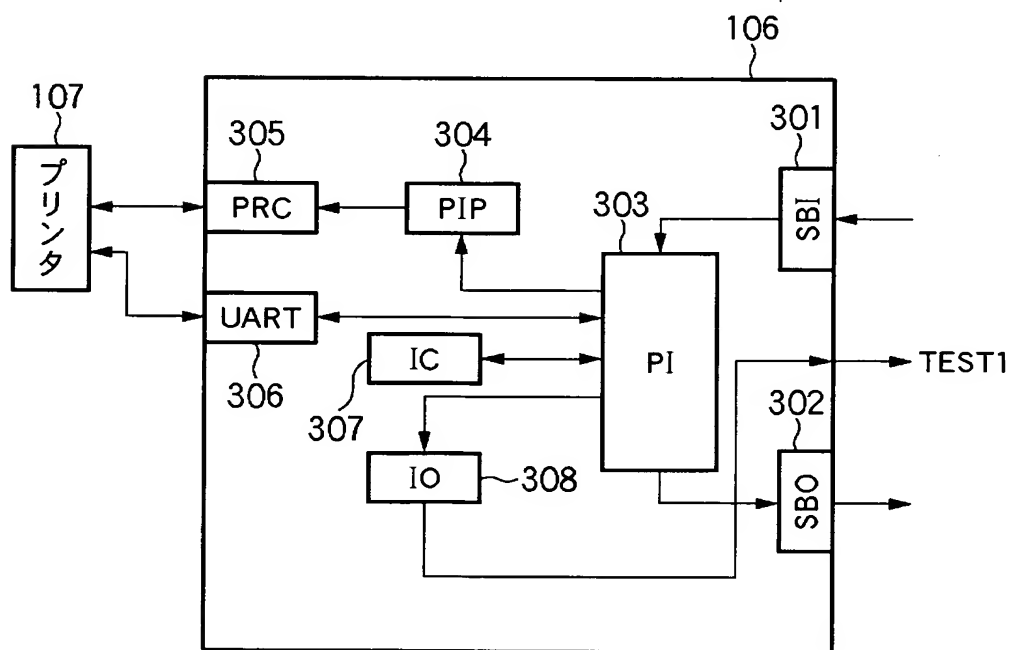 106
107
プリンタ
305
PRC
304
PIP
301
SBI
303
PI
UART
306
IC
307
IO
308
TEST1
302
SBO